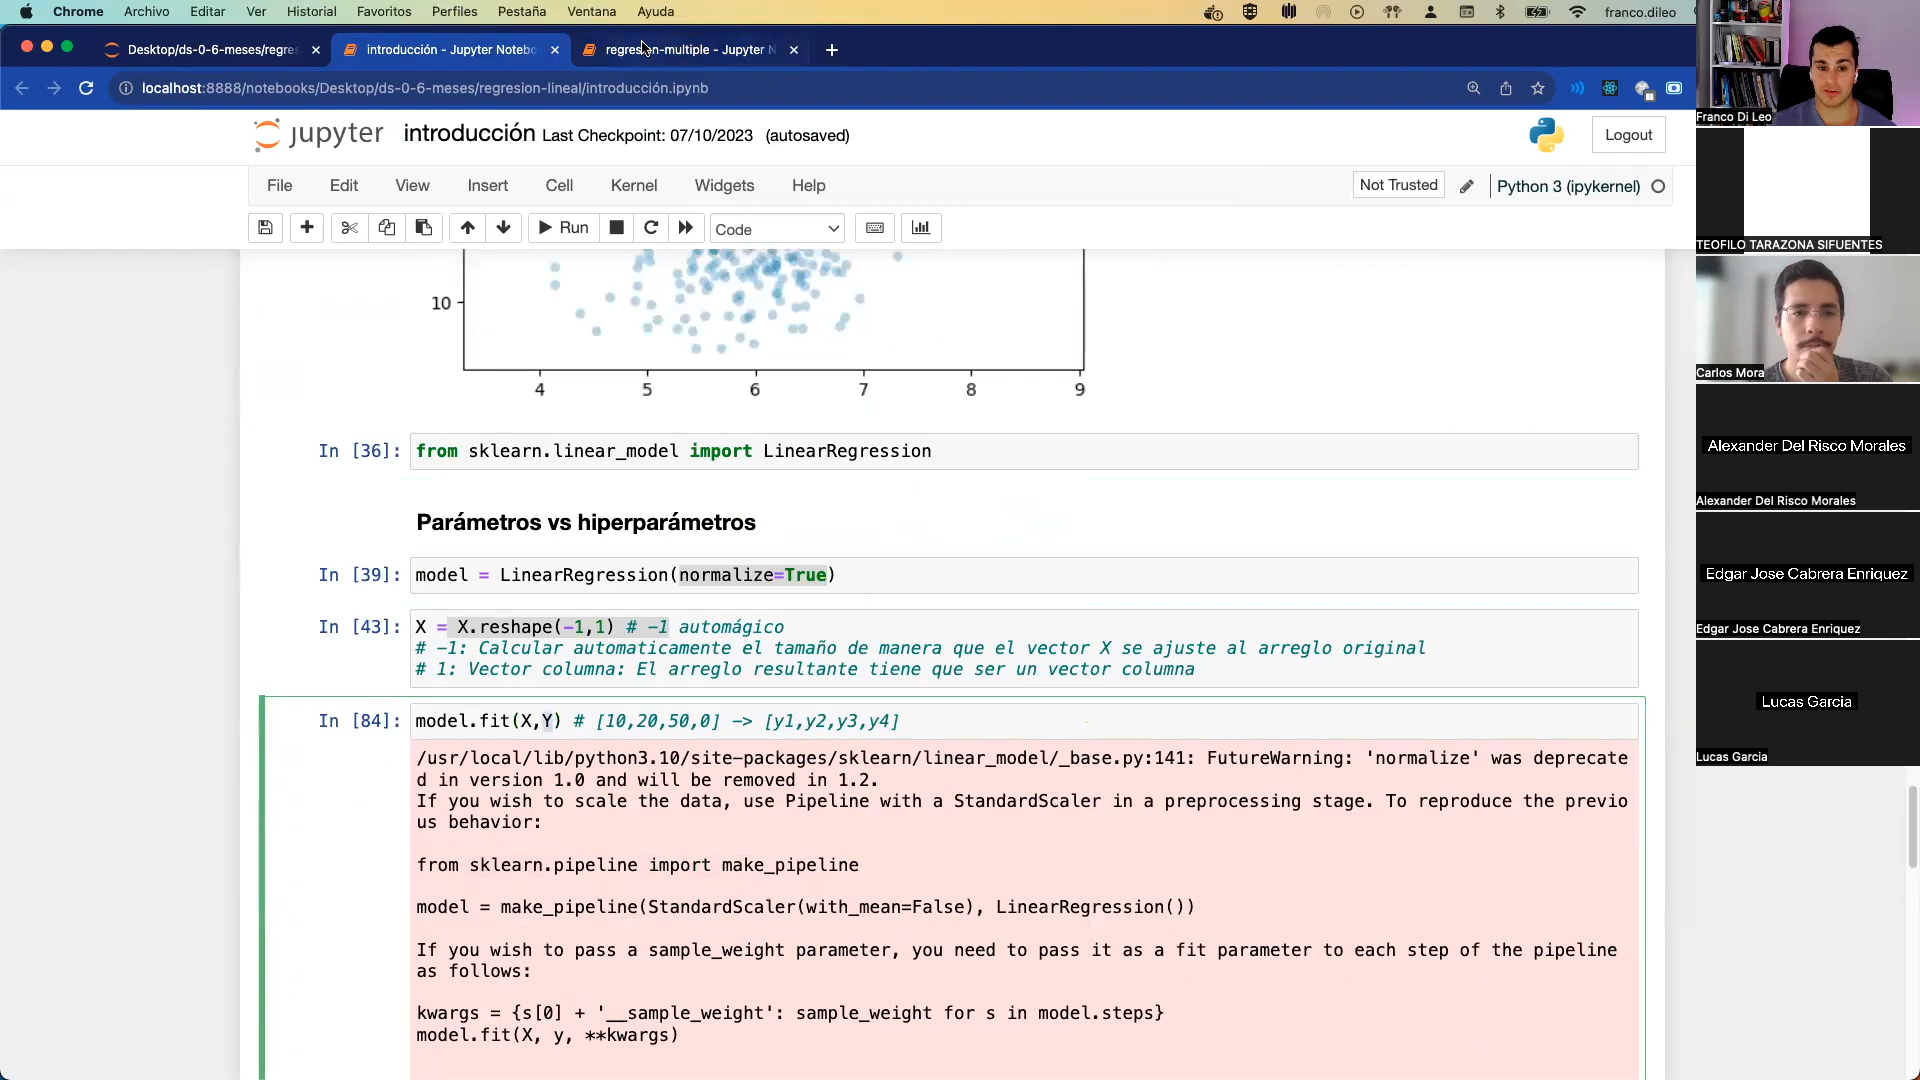 Chrome Archivo Editar Ver Historial Favoritos Perfiles Pestaña Ventana Ayuda franco.dileo
Desktop/ds-0-6-meses/regre
introducción - Jupyter Notebo
regresion-multiple - Jupyter N
localhost:8888/notebooks/Desktop/ds-0-6-meses/regresion-lineal/introducción.ipynb
jupyter introducción Last Checkpoint: 07/10/2023 (autosaved)
Logout
File Edit View Insert Cell Kernel Widgets Help
Not Trusted
Python 3 (ipykernel)
Run
Code
10
4 5 6 7 8 9
In [36]: from sklearn.linear_model import LinearRegression
Parámetros vs hiperparámetros
In [39]: model = LinearRegression(normalize=True)
In [43]: X = X.reshape(-1,1) # -1 automágico
# -1: Calcular automaticamente el tamaño de manera que el vector X se ajuste al arreglo original
# 1: Vector columna: El arreglo resultante tiene que ser un vector columna
In [84]: model.fit(X,Y) # [10,20,50,0] -> [y1,y2,y3,y4]
/usr/local/lib/python3.10/site-packages/sklearn/linear_model/_base.py:141: FutureWarning: 'normalize' was deprecate
d in version 1.0 and will be removed in 1.2.
If you wish to scale the data, use Pipeline with a StandardScaler in a preprocessing stage. To reproduce the previo
us behavior:
from sklearn.pipeline import make_pipeline
model = make_pipeline(StandardScaler(with_mean=False), LinearRegression())
If you wish to pass a sample_weight parameter, you need to pass it as a fit parameter to each step of the pipeline
as follows:
kwargs = {s[0] + '__sample_weight': sample_weight for s in model.steps}
model.fit(X, y, **kwargs)
Franco Di Leo
TEOFILO TARAZONA SIFUENTES
Carlos Mora
Alexander Del Risco Morales
Alexander Del Risco Morales
Edgar Jose Cabrera Enriquez
Edgar Jose Cabrera Enriquez
Lucas Garcia
Lucas Garcia